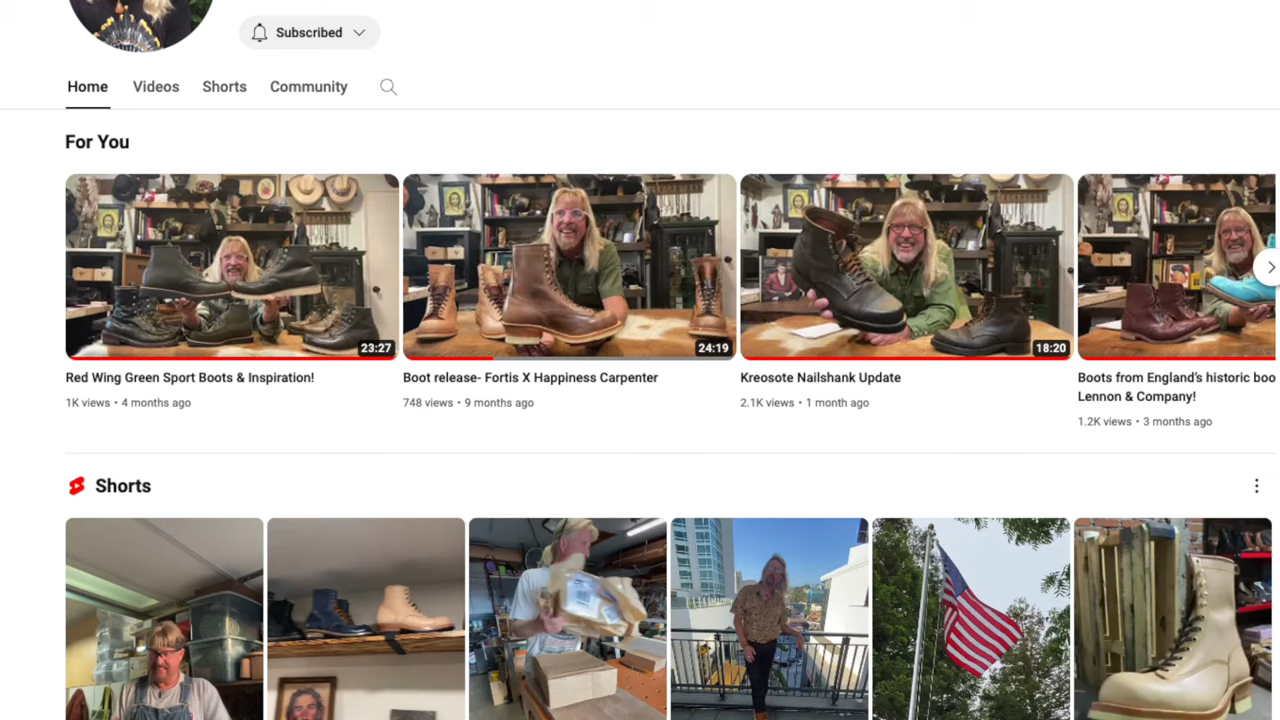 Subscribed
Home Videos Shorts Community
For You
23:27
24:19
18:20
Red Wing Green Sport Boots & Inspiration!
1K views • 4 months ago
Boot release- Fortis X Happiness Carpenter
748 views • 9 months ago
Kreosote Nailshank Update
2.1K views • 1 month ago
Boots from England's historic boo
Lennon & Company!
1.2K views • 3 months ago
Shorts